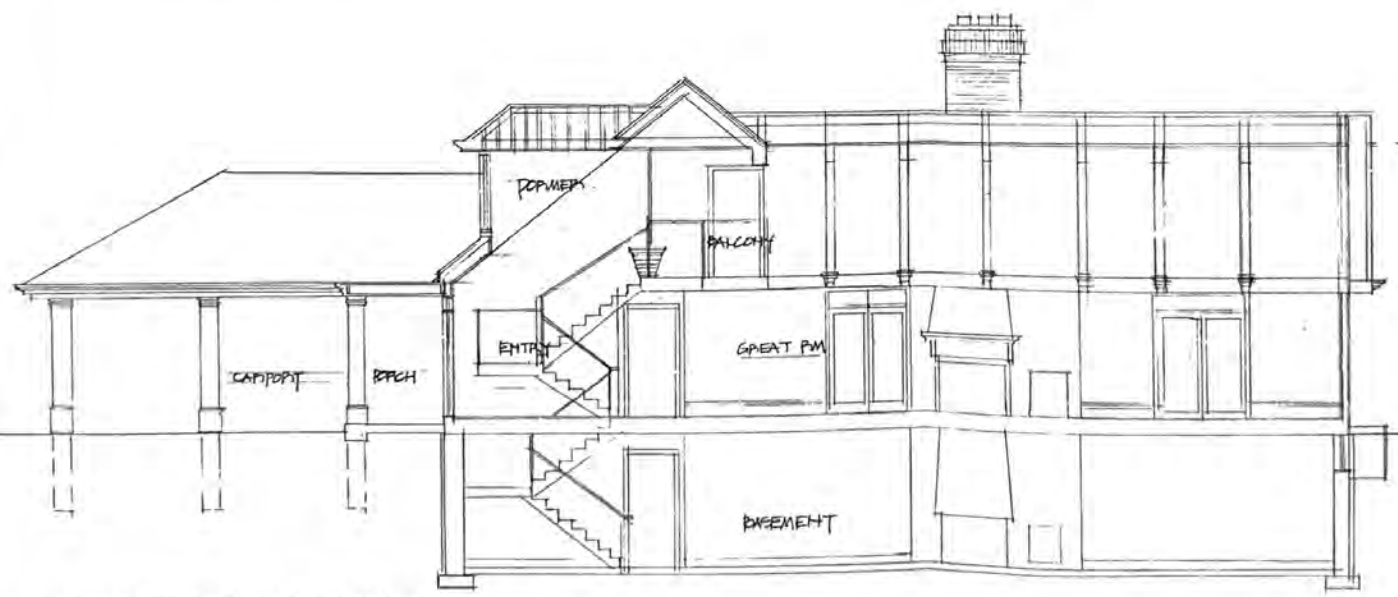 DORMER
BALCONY
ENTRY
GREAT RM
CARPORT
PORCH
BASEMENT